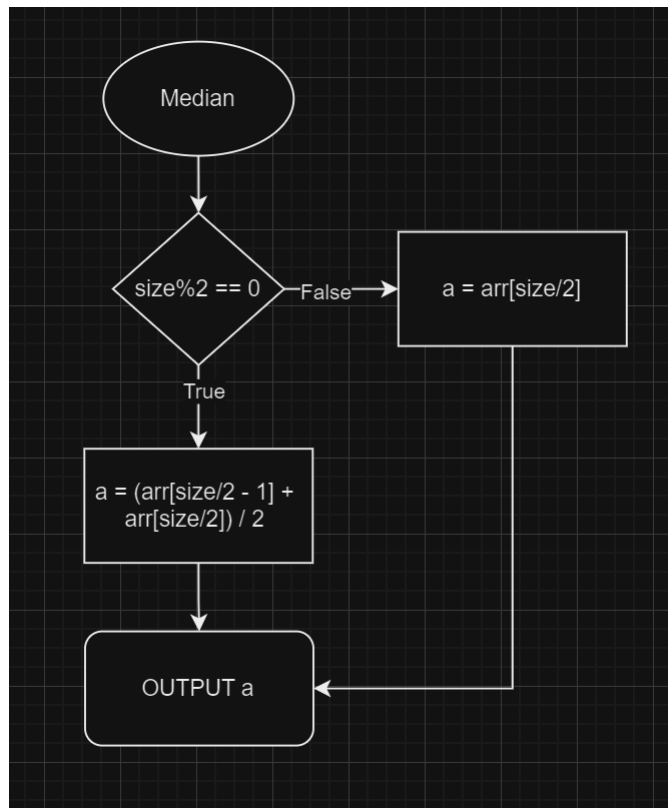 Median
size%2 == 0
False
a = arr[size/2]
True
a = (arr[size/2 - 1] +
arr[size/2]) / 2
OUTPUT a